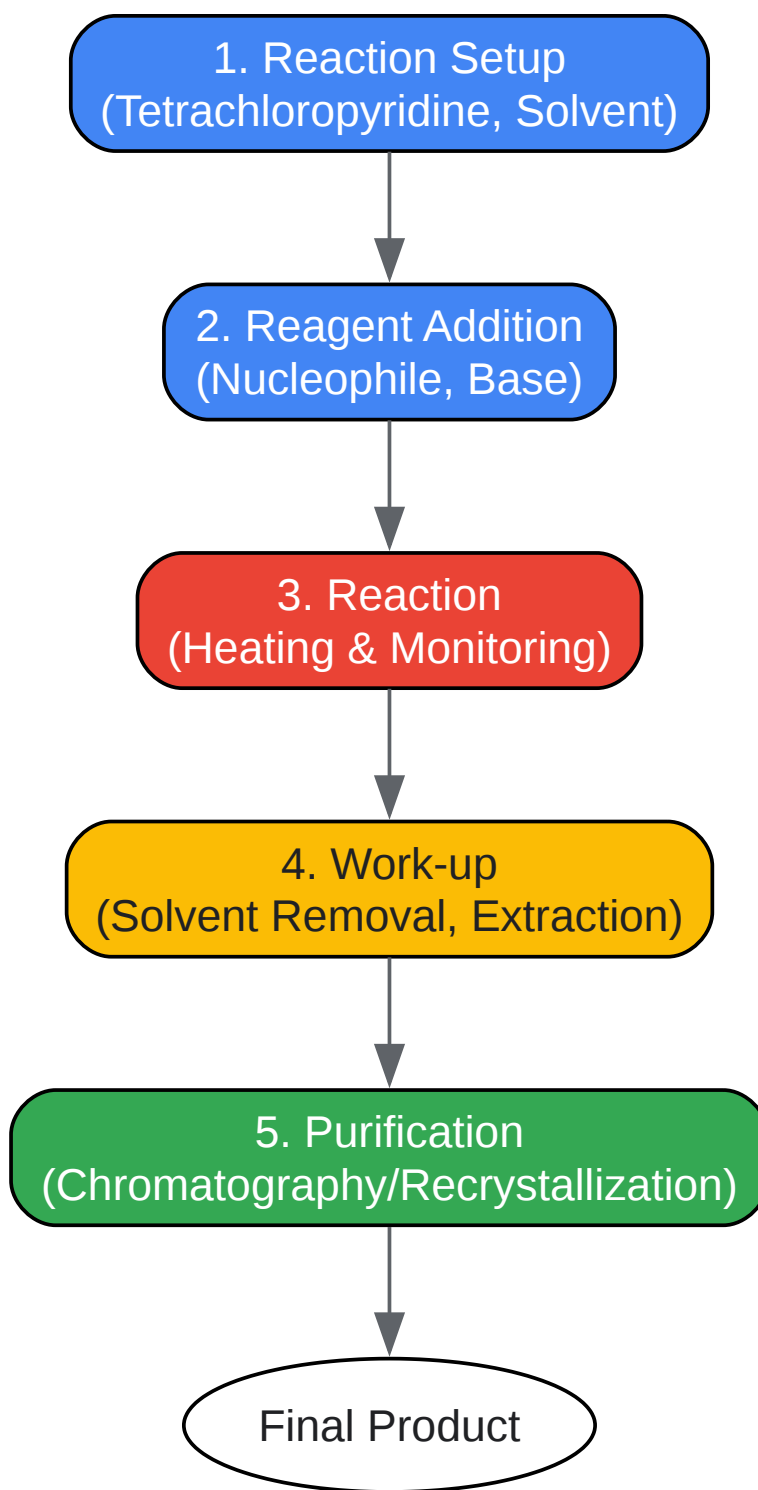 1. Reaction Setup
(Tetrachloropyridine, Solvent)
2. Reagent Addition
(Nucleophile, Base)
3. Reaction
(Heating & Monitoring)
4. Work-up
(Solvent Removal, Extraction)
5. Purification
(Chromatography/Recrystallization)
Final Product